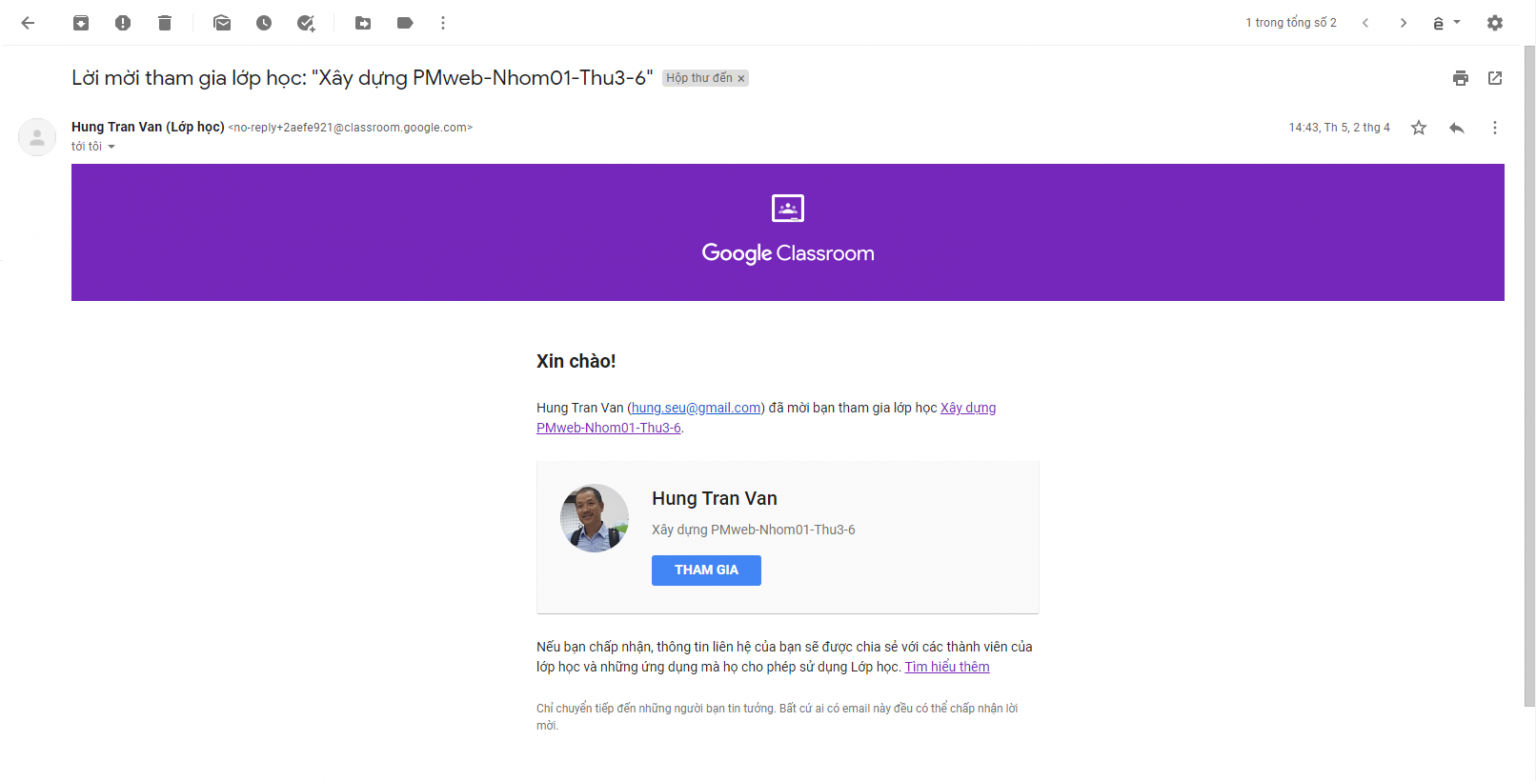 1 trong tổng số 2
Lời mời tham gia lớp học: "Xây dựng PMweb-Nhom01-Thu3-6" Hộp thư đến x
Hung Tran Van (Lớp học) <no-reply+2aefe921@classroom.google.com>
14:43, Th 5, 2 thg 4
tới tôi
Google Classroom
Xin chào!
Hung Tran Van (hung.seu@gmail.com) đã mời bạn tham gia lớp học Xây dựng
PMweb-Nhom01-Thu3-6.
Hung Tran Van
Xây dựng PMweb-Nhom01-Thu3-6
THAM GIA
Nếu bạn chấp nhận, thông tin liên hệ của bạn sẽ được chia sẻ với các thành viên của
lớp học và những ứng dụng mà họ cho phép sử dụng Lớp học. Tìm hiểu thêm
Chỉ chuyển tiếp đến những người bạn tin tưởng. Bất cứ ai có email này đều có thể chấp nhận lời
mời.